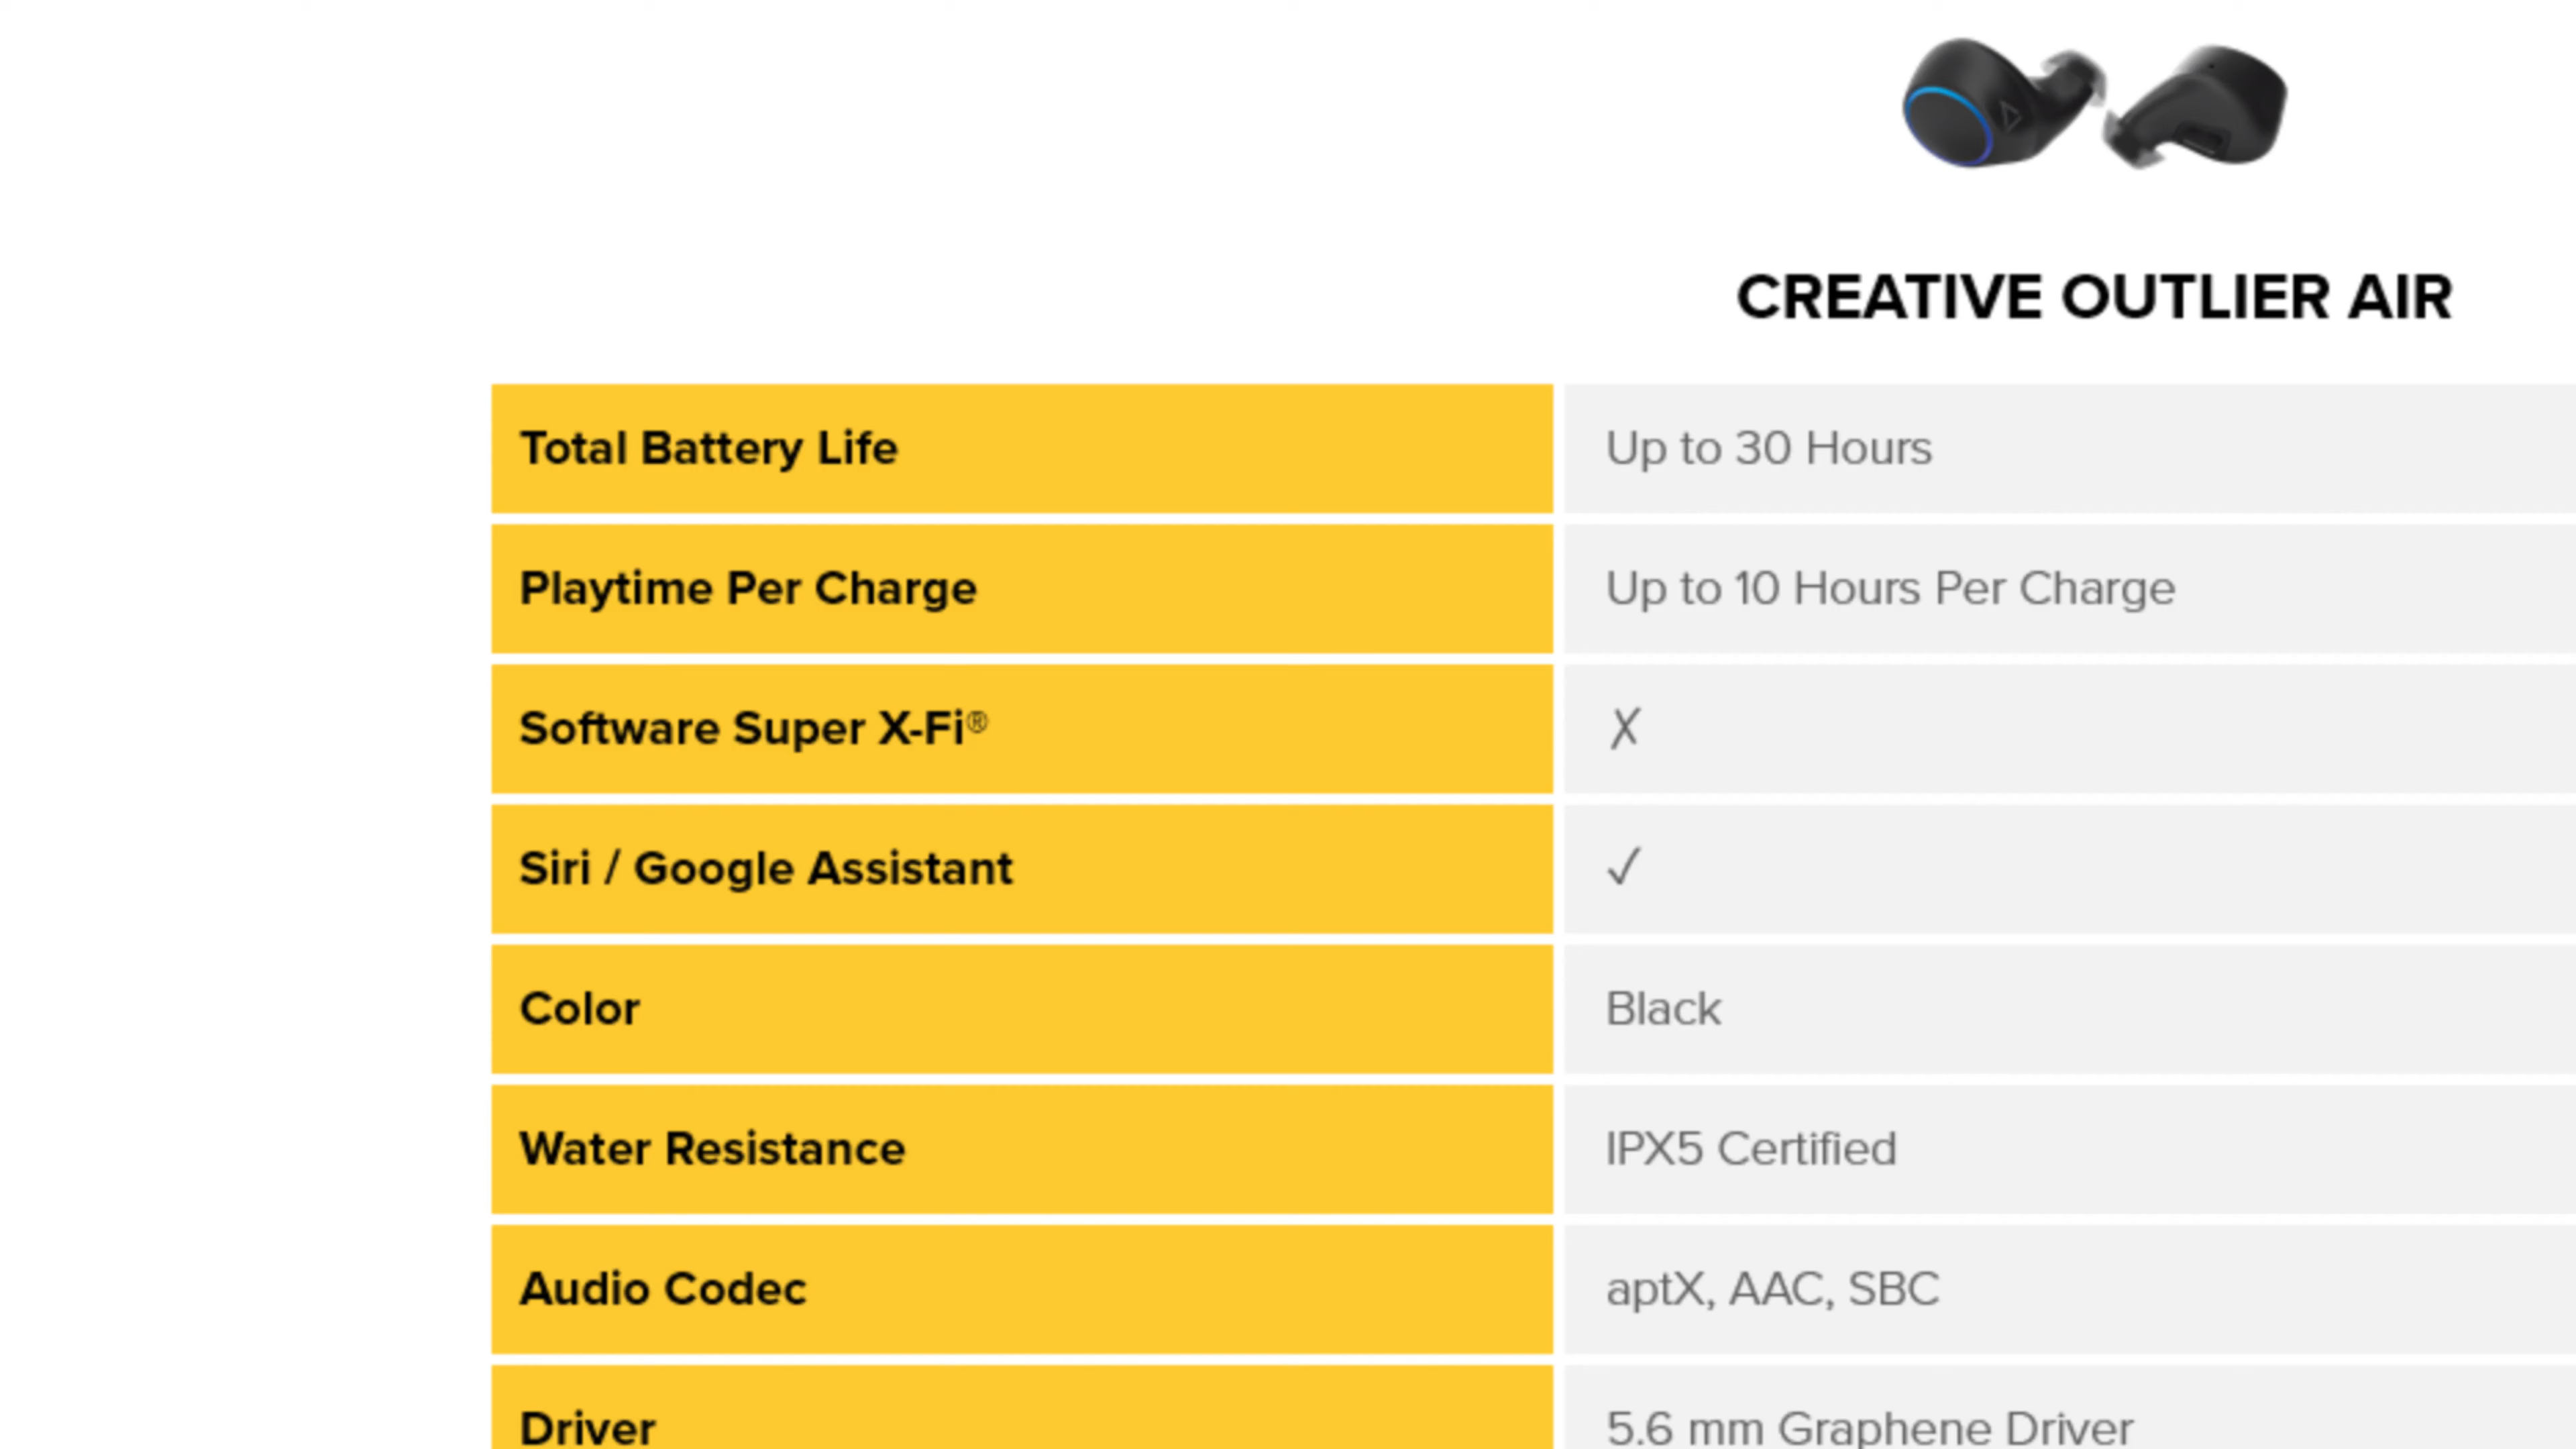 CREATIVE OUTLIER AIR
Total Battery Life
Up to 30 Hours
Playtime Per Charge
Up to 10 Hours Per Charge
Software Super X-Fi®
✗
Siri / Google Assistant
✓
Color
Black
Water Resistance
IPX5 Certified
Audio Codec
aptX, AAC, SBC
Driver
5.6 mm Graphene Driver